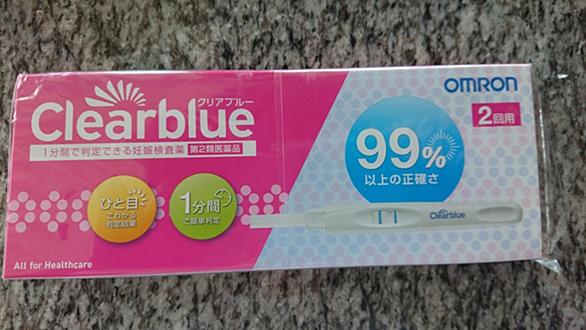 クリアブルー
Clearblue
1分間で判定できる妊娠検査薬 第2類医薬品
ひと目
でわかる
判定結果
1分間
で簡単判定
All for Healthcare
OMRON
2回用
99%
以上の正確さ
Clearblue